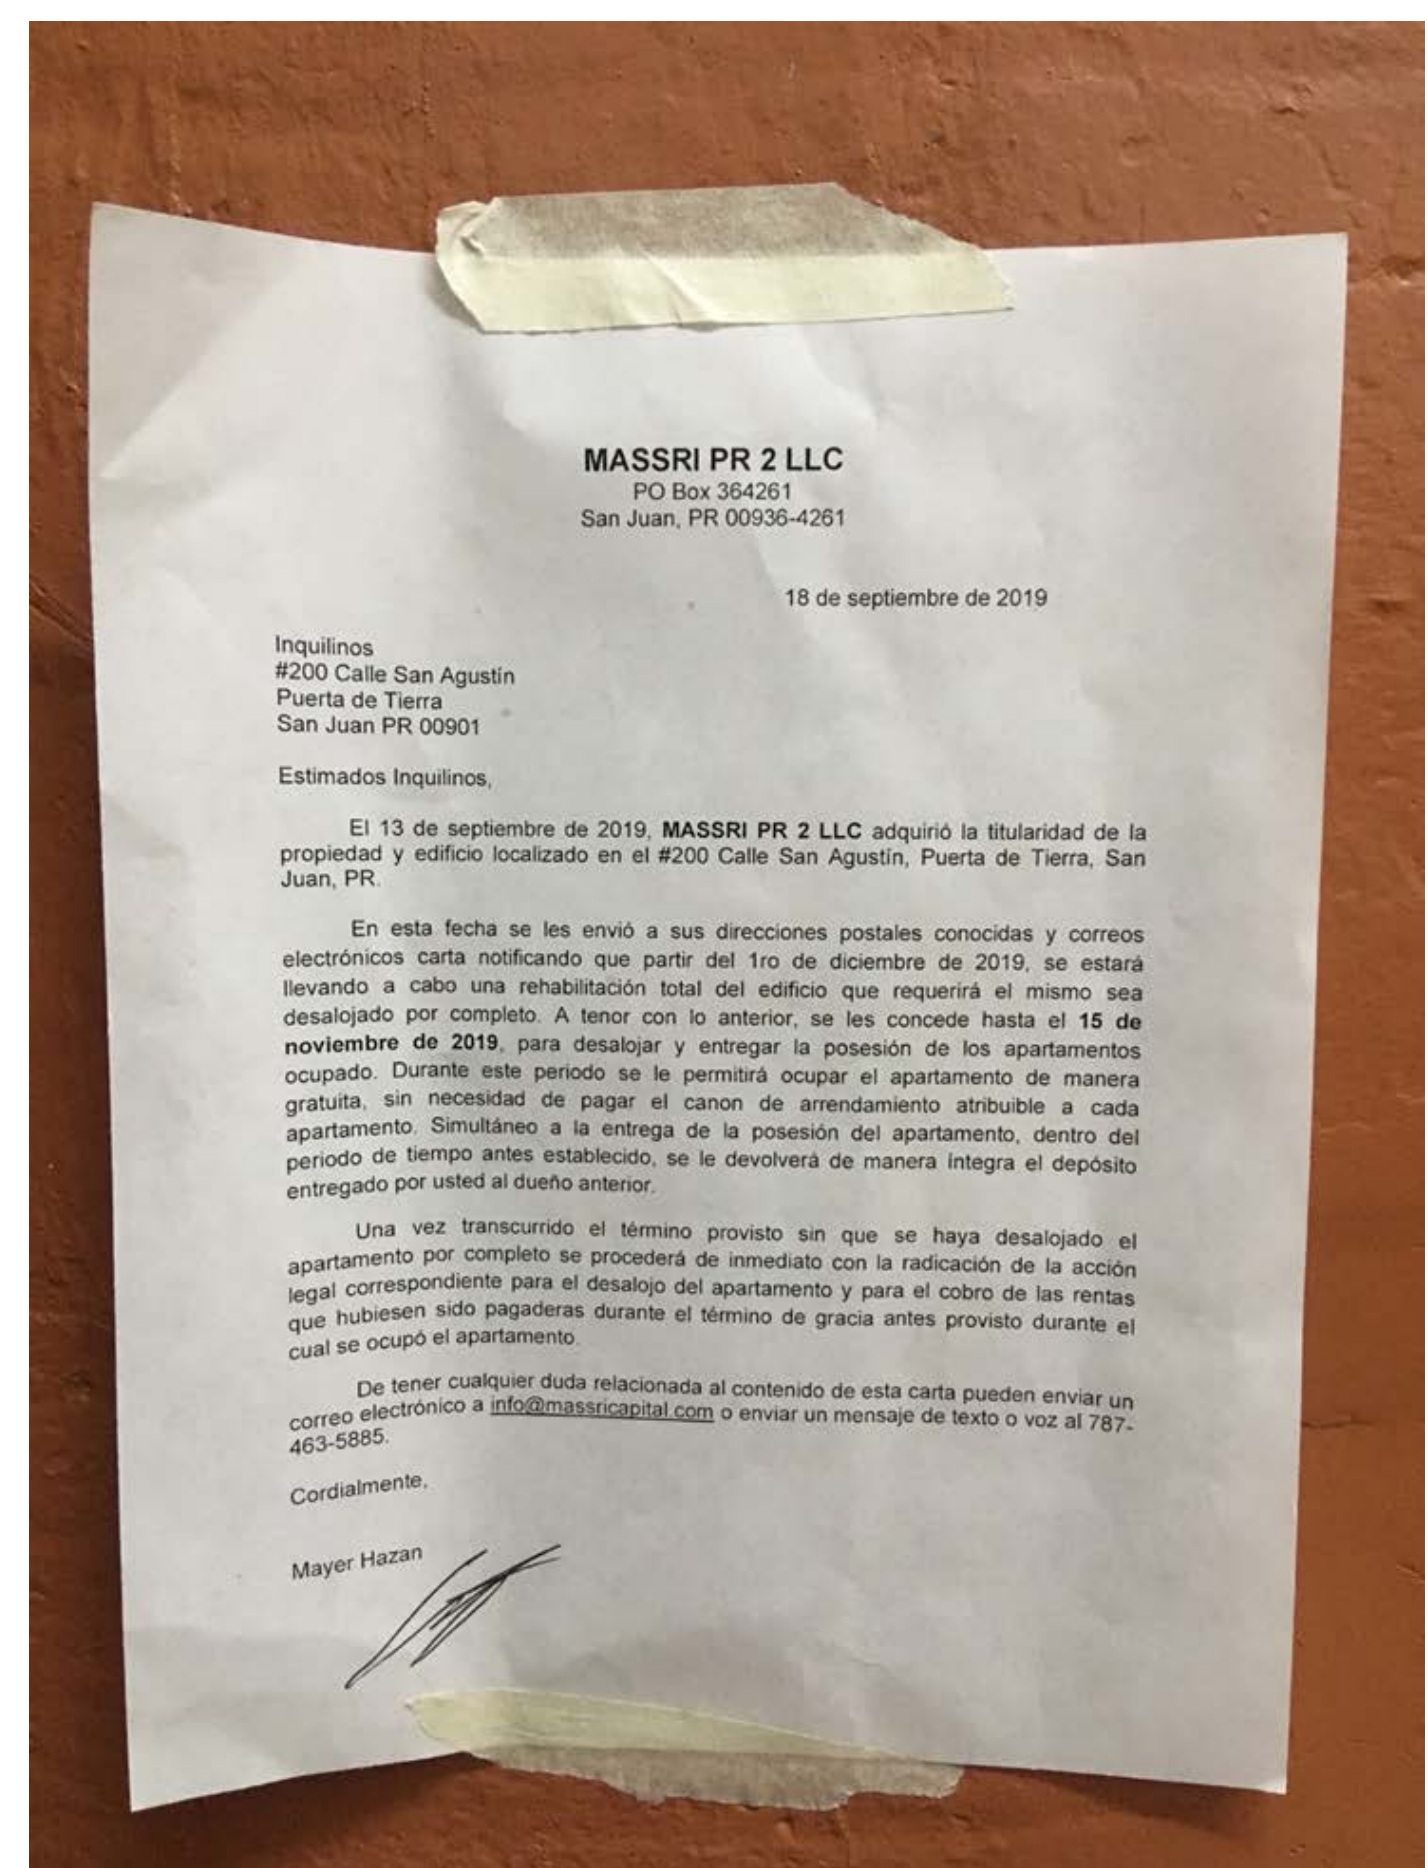 MASSRI PR 2 LLC
PO Box 364261
San Juan, PR 00936-4261
18 de septiembre de 2019
Inquilinos
#200 Calle San Agustín
Puerta de Tierra
San Juan PR 00901
Estimados Inquilinos,
El 13 de septiembre de 2019, MASSRI PR 2 LLC adquirió la titularidad de la
propiedad y edificio localizado en el #200 Calle San Agustín, Puerta de Tierra, San
Juan, PR.
En esta fecha se les envió a sus direcciones postales conocidas y correos
electrónicos carta notificando que partir del 1ro de diciembre de 2019, se estará
llevando a cabo una rehabilitación total del edificio que requerirá el mismo sea
desalojado por completo. A tenor con lo anterior, se les concede hasta el 15 de
noviembre de 2019, para desalojar y entregar la posesión de los apartamentos
ocupado. Durante este periodo se le permitirá ocupar el apartamento de manera
gratuita, sin necesidad de pagar el canon de arrendamiento atribuible a cada
apartamento. Simultáneo a la entrega de la posesión del apartamento, dentro del
periodo de tiempo antes establecido, se le devolverá de manera íntegra el depósito
entregado por usted al dueño anterior.
Una vez transcurrido el término provisto sin que se haya desalojado el
apartamento por completo se procederá de inmediato con la radicación de la acción
legal correspondiente para el desalojo del apartamento y para el cobro de las rentas
que hubiesen sido pagaderas durante el término de gracia antes provisto durante el
cual se ocupó el apartamento.
De tener cualquier duda relacionada al contenido de esta carta pueden enviar un
correo electrónico a info@massricapital.com o enviar un mensaje de texto o voz al 787-
463-5885.
Cordialmente,
Mayer Hazan